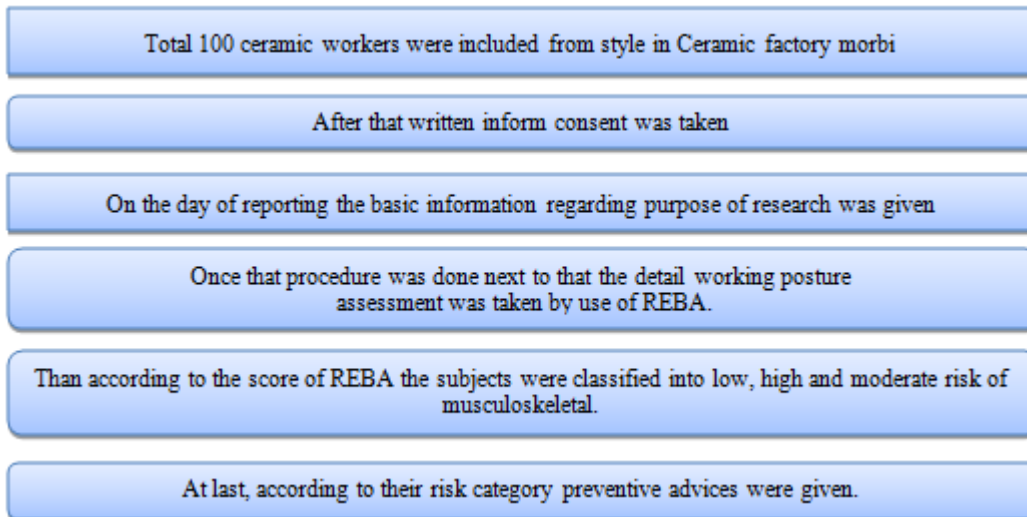 Total 100 ceramic workers were included from style in Ceramic factory morbi
After that written inform consent was taken
On the day of reporting the basic information regarding purpose of research was given
Once that procedure was done next to that the detail working posture
assessment was taken by use of REBA.
Than according to the score of REBA the subjects were classified into low, high and moderate risk of
musculoskeletal.
At last, according to their risk category preventive advices were given.